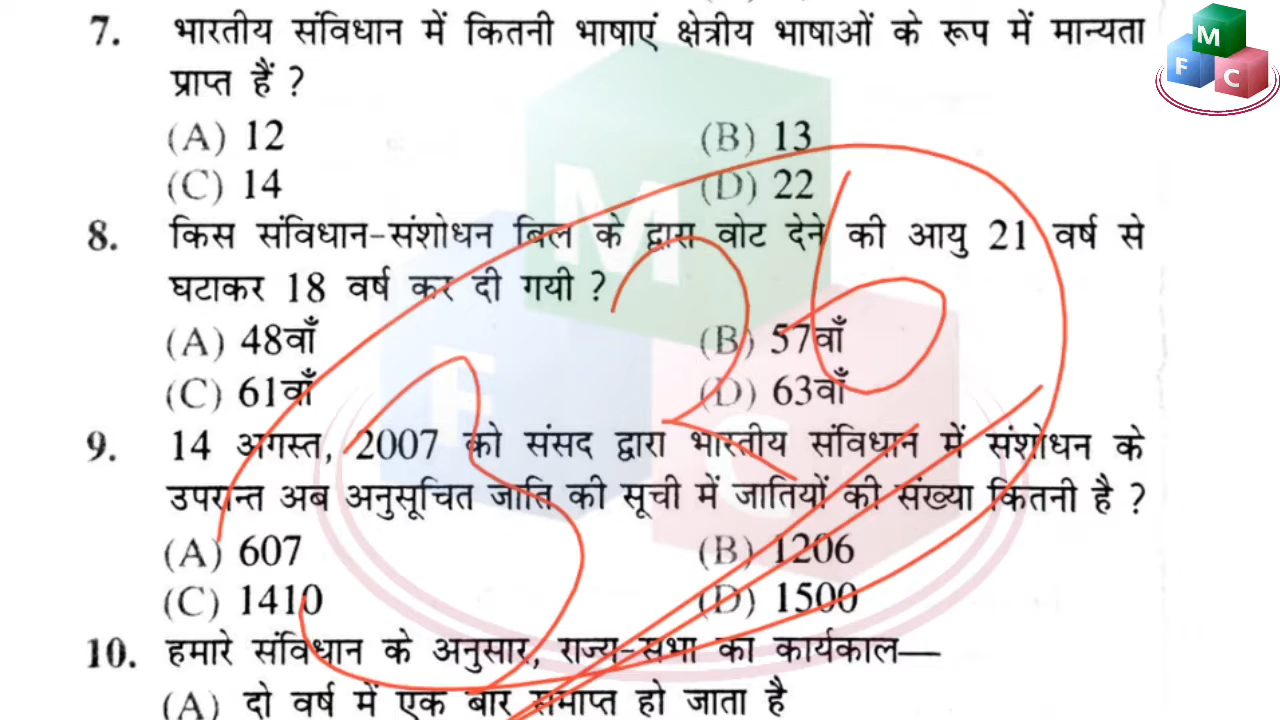 7. भारतीय संविधान में कितनी भाषाएं क्षेत्रीय भाषाओं के रूप में मान्यता
प्राप्त हैं ?
(A) 12 (B) 13
(C) 14 (D) 22
8. किस संविधान-संशोधन बिल के द्वारा वोट देने की आयु 21 वर्ष से
घटाकर 18 वर्ष कर दी गयी ?
(A) 48वाँ (B) 57वाँ
(C) 61वाँ (D) 63वाँ
9. 14 अगस्त, 2007 को संसद द्वारा भारतीय संविधान में संशोधन के
उपरान्त अब अनुसूचित जाति की सूची में जातियों की संख्या कितनी है ?
(A) 607 (B) 1206
(C) 1410 (D) 1500
10. हमारे संविधान के अनुसार, राज्य-सभा का कार्यकाल—
(A) दो वर्ष में एक बार समाप्त हो जाता है
M
F C
M
F C
326